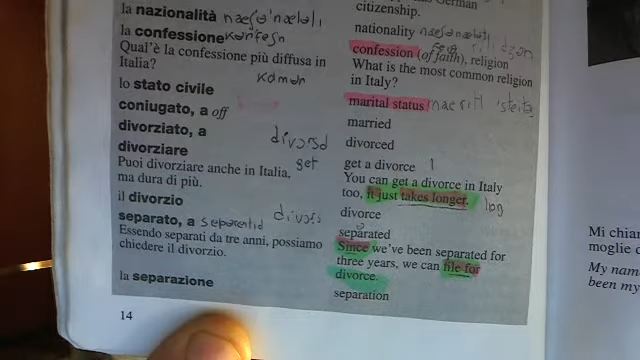 la nazionalità
la confessione
Qual'è la confessione più diffusa in
Italia?
lo stato civile
coniugato, a off
divorziato, a
divorziare
Puoi divorziare anche in Italia,
ma dura di più.
il divorzio
separato, a
Essendo separati da tre anni, possiamo
chiedere il divorzio.
la separazione
14
German
citizenship.
nationality
confession (of faith), religion
What is the most common religion
in Italy?
marital status
married
divorced
get a divorce
You can get a divorce in Italy
too, it just takes longer.
divorce
separated
Since we've been separated for
three years, we can file for
divorce.
separation
Mi chiam
moglie d
My nam
been my